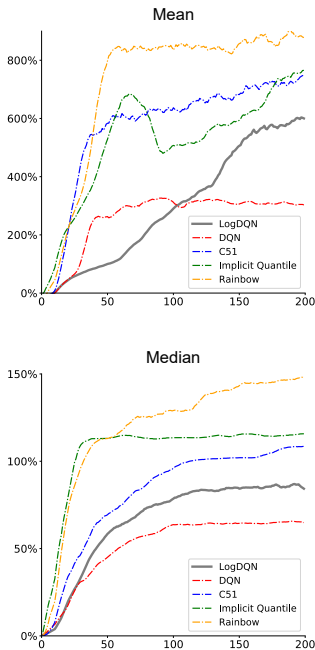 Mean
800%
600%
400%
200%
0%
0
50
100
150
200
LogDQN
DQN
C51
Implicit Quantile
Rainbow
Median
150%
100%
50%
0%
0
50
100
150
200
LogDQN
DQN
C51
Implicit Quantile
Rainbow